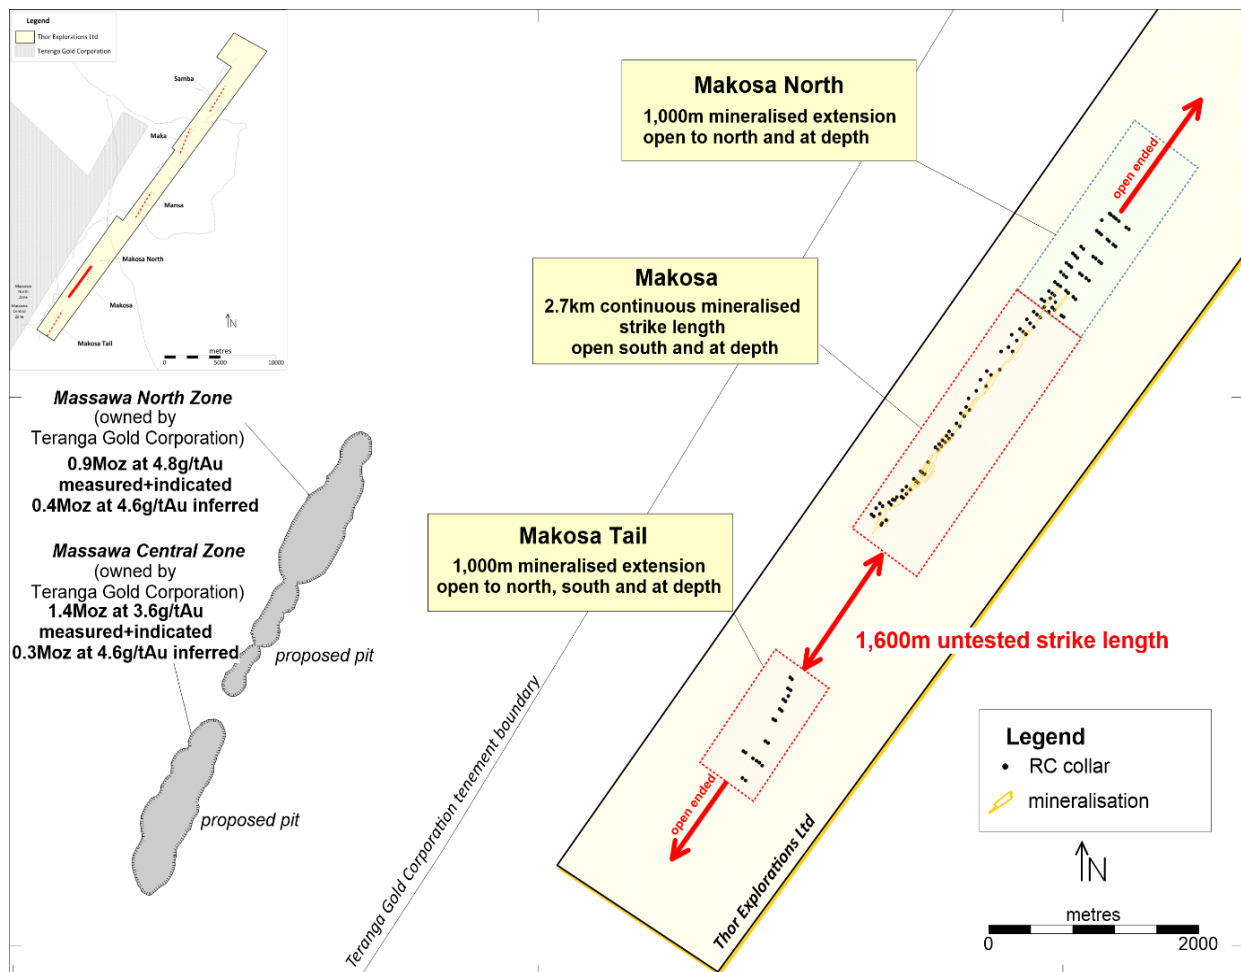 Legend
Thor Explorations Ltd
Teranga Gold Corporation
Samba
Maka
Mansa
Makosa North
Makosa
Makosa Tail
Massawa
North
Zone
Massawa
Central
Zone
N
metres
0 5000 10000
Makosa North
1,000m mineralised extension
open to north and at depth
Makosa
2.7km continuous mineralised
strike length
open south and at depth
Makosa Tail
1,000m mineralised extension
open to north, south and at depth
Massawa North Zone
(owned by
Teranga Gold Corporation)
0.9Moz at 4.8g/tAu
measured+indicated
0.4Moz at 4.6g/tAu inferred
Massawa Central Zone
(owned by
Teranga Gold Corporation)
1.4Moz at 3.6g/tAu
measured+indicated
0.3Moz at 4.6g/tAu inferred
proposed pit
proposed pit
open ended
1,600m untested strike length
open ended
Teranga Gold Corporation tenement boundary
Thor Explorations Ltd
Legend
RC collar
mineralisation
N
metres
0 2000